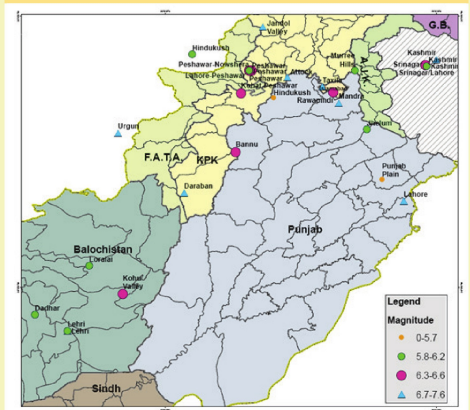 Jandol
Valley
G.B.
Hindukush
Murree
Hills
Kashmir
Srinagar
Kashmir
Srinagar/Lahore
Peshawar-Nowshera
Peshawar
Lahore-Peshawar
Peshawar
Attock
Taxila
A.J.K.
Kohat-Peshawar
Hindukush
Rawalpindi
Mandra
Urgun
F.A.T.A.
KPK
Bannu
Punjab
Plain
Daraban
Lahore
Punjab
Balochistan
Loralai
Kohat
Valley
Dadhar
Lehri
Lehri
Sindh
Legend
Magnitude
0-5.7
5.8-6.2
6.3-6.6
6.7-7.6